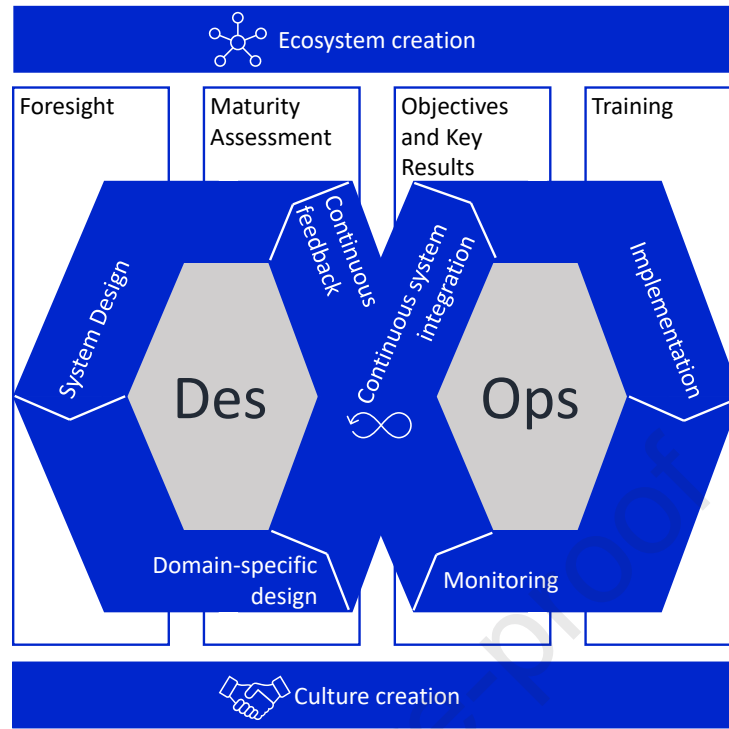 Ecosystem creation
Foresight
Maturity
Assessment
Objectives
and Key
Results
Training
System Design
Continuous
feedback
Continuous system
integration
Implementation
Des
Ops
Domain-specific
design
Monitoring
Culture creation